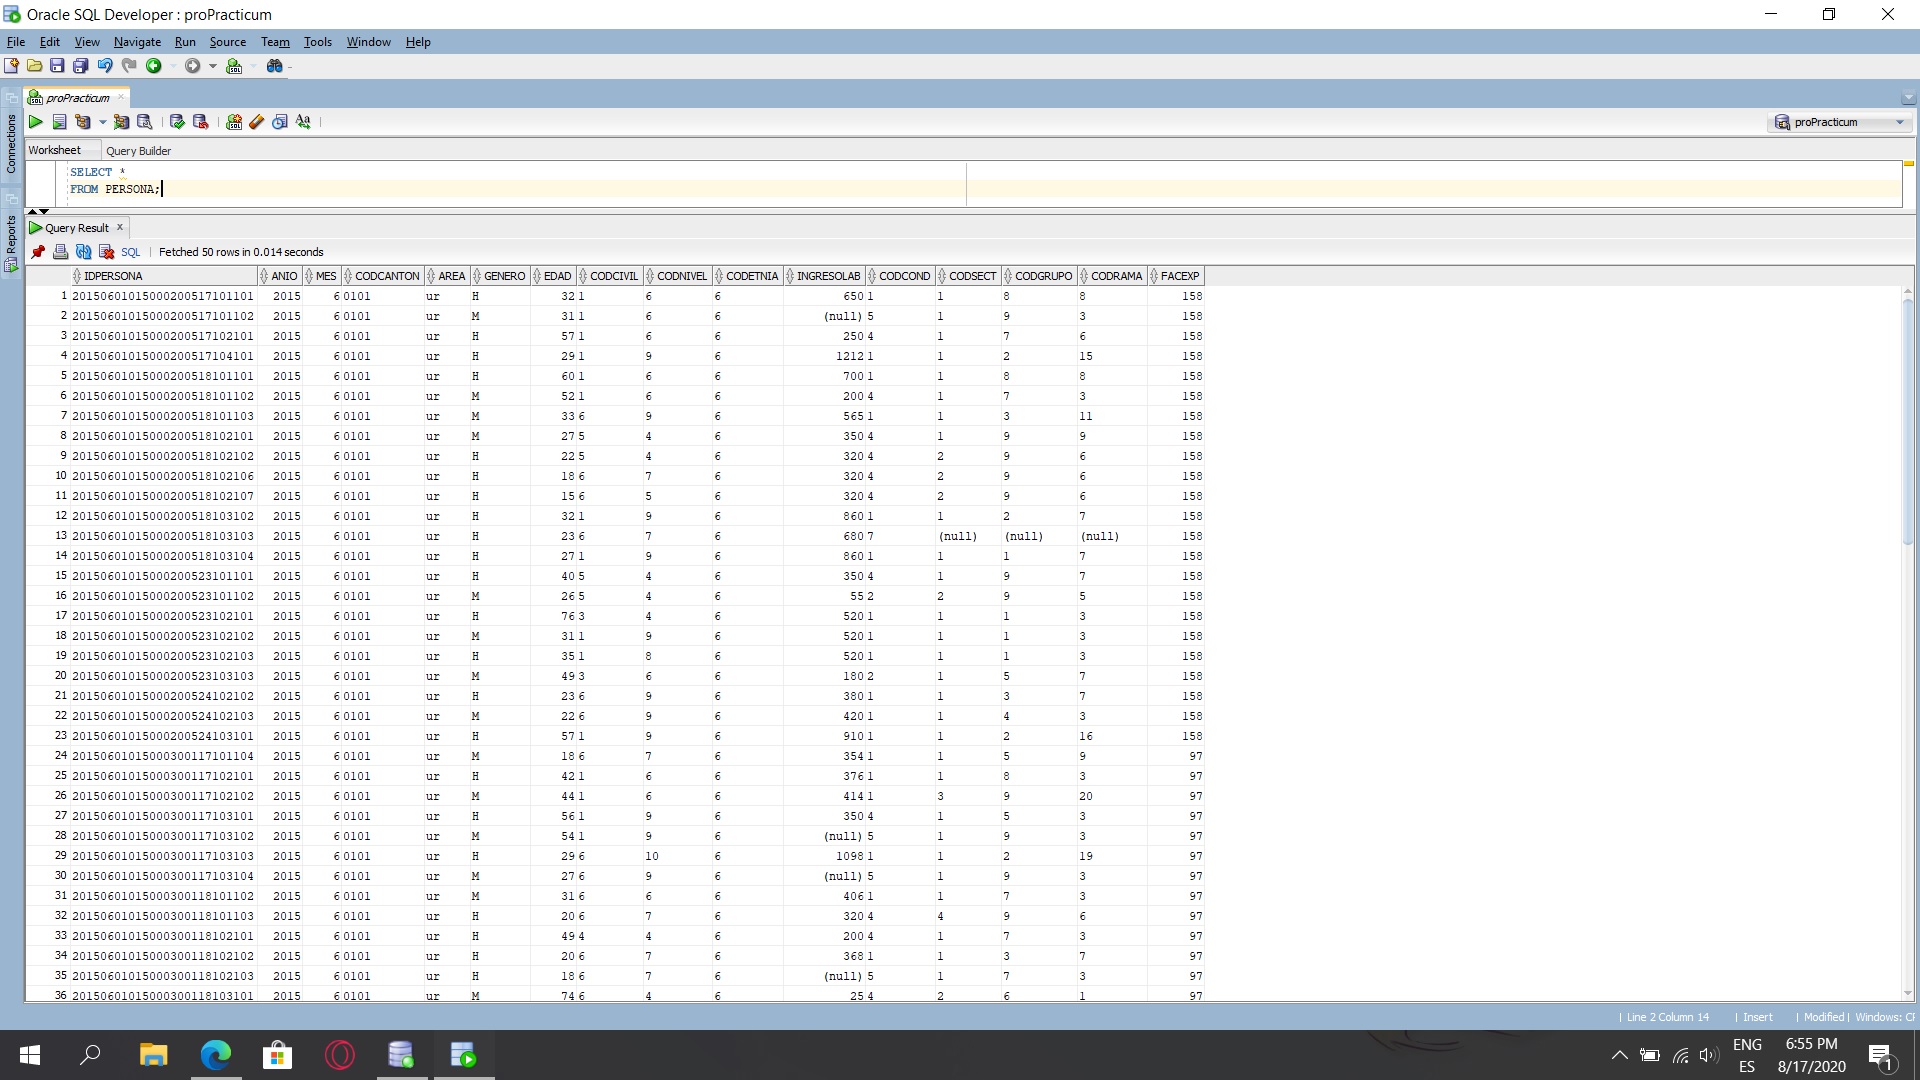 Oracle SQL Developer : proPracticum
File Edit View Navigate Run Source Team Tools Window Help
proPracticum
proPracticum
Connections
Reports
Worksheet Query Builder
SELECT *
FROM PERSONA;
Query Result
SQL | Fetched 50 rows in 0.014 seconds
IDPERSONA ANIO MES CODCANTON AREA GENERO EDAD CODCIVIL CODNIVEL CODETNIA INGRESOLAB CODCOND CODSECT CODGRUPO CODRAMA FACEXP
1 20150601015000200517101101 2015 6 0101 ur H 32 1 6 6 650 1 1 8 8 158
2 20150601015000200517101102 2015 6 0101 ur M 31 1 6 6 (null) 5 1 9 3 158
3 20150601015000200517102101 2015 6 0101 ur H 57 1 6 6 250 4 1 7 6 158
4 20150601015000200517104101 2015 6 0101 ur H 29 1 9 6 1212 1 1 2 15 158
5 20150601015000200518101101 2015 6 0101 ur H 60 1 6 6 700 1 1 8 8 158
6 20150601015000200518101102 2015 6 0101 ur M 52 1 6 6 200 4 1 7 3 158
7 20150601015000200518101103 2015 6 0101 ur M 33 6 9 6 565 1 1 3 11 158
8 20150601015000200518102101 2015 6 0101 ur M 27 5 4 6 350 4 1 9 9 158
9 20150601015000200518102102 2015 6 0101 ur H 22 5 4 6 320 4 2 9 6 158
10 20150601015000200518102106 2015 6 0101 ur H 18 6 7 6 320 4 2 9 6 158
11 20150601015000200518102107 2015 6 0101 ur H 15 6 5 6 320 4 2 9 6 158
12 20150601015000200518103102 2015 6 0101 ur H 32 1 9 6 860 1 1 2 7 158
13 20150601015000200518103103 2015 6 0101 ur H 23 6 7 6 680 7 (null) (null) (null) 158
14 20150601015000200518103104 2015 6 0101 ur H 27 1 9 6 860 1 1 1 7 158
15 20150601015000200523101101 2015 6 0101 ur H 40 5 4 6 350 4 1 9 7 158
16 20150601015000200523101102 2015 6 0101 ur M 26 5 4 6 55 2 2 9 5 158
17 20150601015000200523102101 2015 6 0101 ur H 76 3 4 6 520 1 1 1 3 158
18 20150601015000200523102102 2015 6 0101 ur M 31 1 9 6 520 1 1 1 3 158
19 20150601015000200523102103 2015 6 0101 ur H 35 1 8 6 520 1 1 1 3 158
20 20150601015000200523103103 2015 6 0101 ur M 49 3 6 6 180 2 1 5 7 158
21 20150601015000200524102102 2015 6 0101 ur H 23 6 9 6 380 1 1 3 7 158
22 20150601015000200524102103 2015 6 0101 ur M 22 6 9 6 420 1 1 4 3 158
23 20150601015000200524103101 2015 6 0101 ur H 57 1 9 6 910 1 1 2 16 158
24 20150601015000300117101104 2015 6 0101 ur M 18 6 7 6 354 1 1 5 9 97
25 20150601015000300117102101 2015 6 0101 ur H 42 1 6 6 376 1 1 8 3 97
26 20150601015000300117102102 2015 6 0101 ur M 44 1 6 6 414 1 3 9 20 97
27 20150601015000300117103101 2015 6 0101 ur H 56 1 9 6 350 4 1 5 3 97
28 20150601015000300117103102 2015 6 0101 ur M 54 1 9 6 (null) 5 1 9 3 97
29 20150601015000300117103103 2015 6 0101 ur H 29 6 10 6 1098 1 1 2 19 97
30 20150601015000300117103104 2015 6 0101 ur M 27 6 9 6 (null) 5 1 9 3 97
31 20150601015000300118101102 2015 6 0101 ur M 31 6 6 6 406 1 1 7 3 97
32 20150601015000300118101103 2015 6 0101 ur H 20 6 7 6 320 4 4 9 6 97
33 20150601015000300118102101 2015 6 0101 ur H 49 4 4 6 200 4 1 7 3 97
34 20150601015000300118102102 2015 6 0101 ur H 20 6 7 6 368 1 1 3 7 97
35 20150601015000300118102103 2015 6 0101 ur H 18 6 7 6 (null) 5 1 7 3 97
36 20150601015000300118103101 2015 6 0101 ur M 74 6 4 6 25 4 2 6 1 97
| Line 2 Column 14 | Insert | Modified | Windows:
ENG 6:55 PM
ES 8/17/2020
1